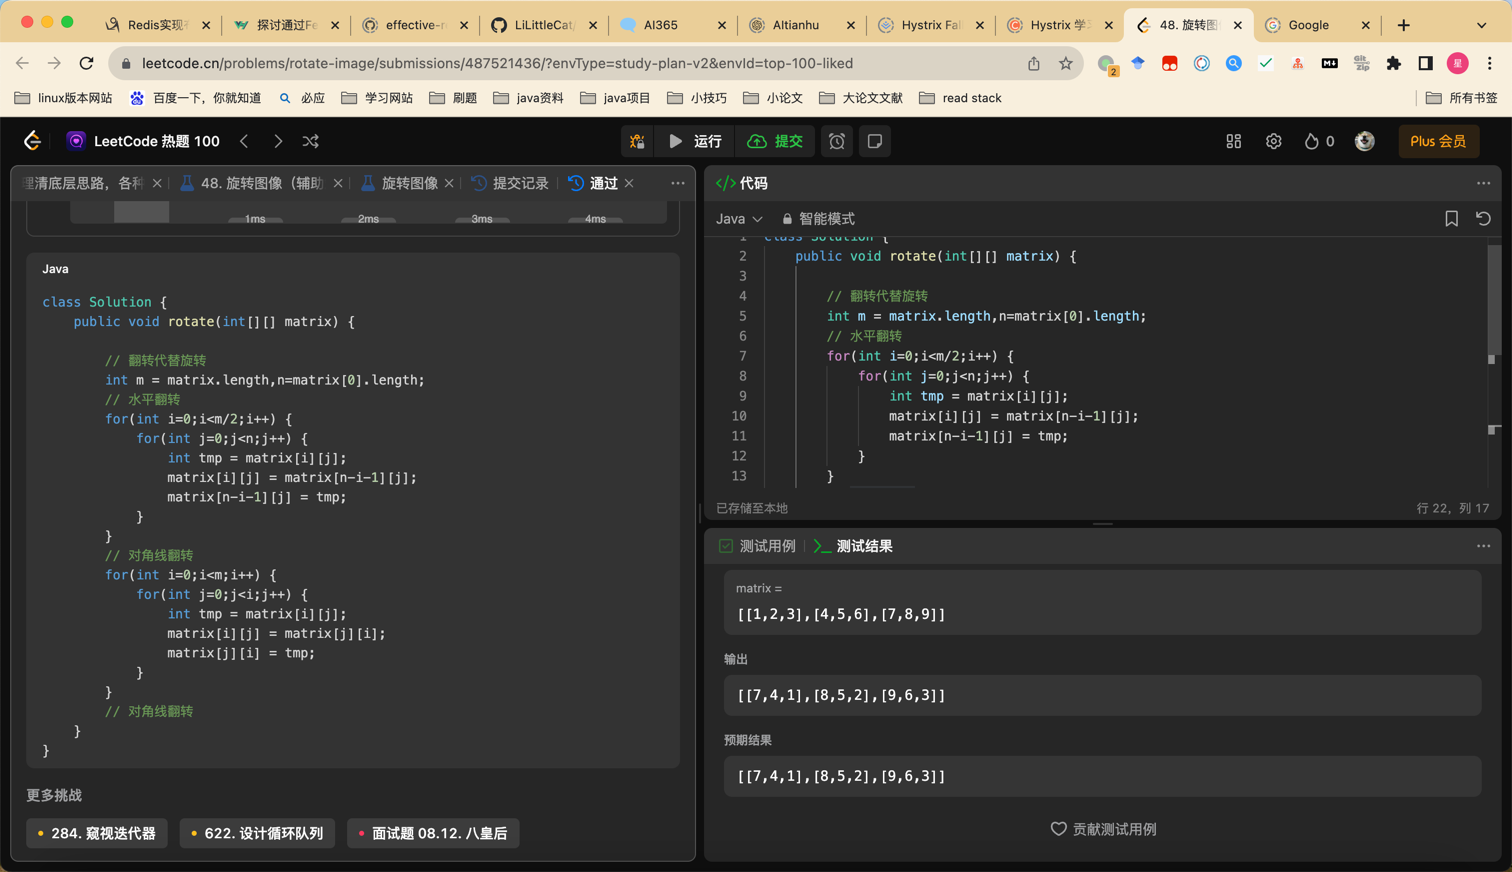 Redis实现
探讨通过Fe
effective-r
LiLittleCat/
AI365
Altianhu
Hystrix Fal
Hystrix 学
48. 旋转图
Google
leetcode.cn/problems/rotate-image/submissions/487521436/?envType=study-plan-v2&envId=top-100-liked
2
Git
zip
星
linux版本网站
百度一下，你就知道
必应
学习网站
刷题
java资料
java项目
小技巧
小论文
大论文文献
read stack
所有书签
LeetCode 热题 100
运行
提交
0
Plus 会员
理清底层思路，各种
48. 旋转图像（辅助
旋转图像
提交记录
通过
1ms
2ms
3ms
4ms
Java
class Solution {
public void rotate(int[][] matrix) {
// 翻转代替旋转
int m = matrix.length,n=matrix[0].length;
// 水平翻转
for(int i=0;i<m/2;i++) {
for(int j=0;j<n;j++) {
int tmp = matrix[i][j];
matrix[i][j] = matrix[n-i-1][j];
matrix[n-i-1][j] = tmp;
}
}
// 对角线翻转
for(int i=0;i<m;i++) {
for(int j=0;j<i;j++) {
int tmp = matrix[i][j];
matrix[i][j] = matrix[j][i];
matrix[j][i] = tmp;
}
}
// 对角线翻转
}
}
更多挑战
284. 窥视迭代器
622. 设计循环队列
面试题 08.12. 八皇后
</> 代码
Java
智能模式
1 class Solution {
2 public void rotate(int[][] matrix) {
3
4 // 翻转代替旋转
5 int m = matrix.length,n=matrix[0].length;
6 // 水平翻转
7 for(int i=0;i<m/2;i++) {
8 for(int j=0;j<n;j++) {
9 int tmp = matrix[i][j];
10 matrix[i][j] = matrix[n-i-1][j];
11 matrix[n-i-1][j] = tmp;
12 }
13 }
已存储至本地
行 22，列 17
测试用例
测试结果
matrix =
[[1,2,3],[4,5,6],[7,8,9]]
输出
[[7,4,1],[8,5,2],[9,6,3]]
预期结果
[[7,4,1],[8,5,2],[9,6,3]]
贡献测试用例